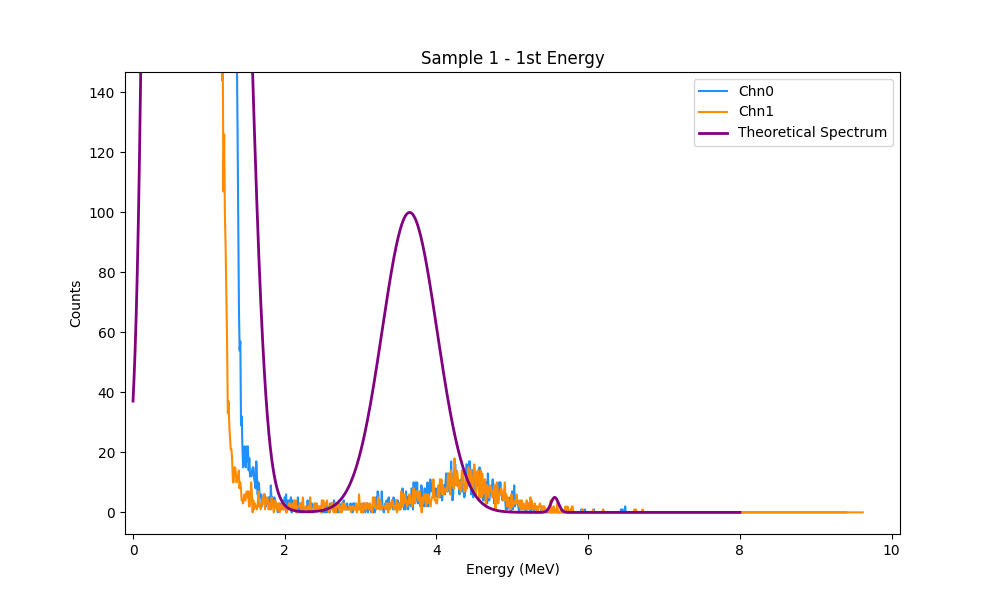 Sample 1 - 1st Energy
Chn0
Chn1
Theoretical Spectrum
Counts
140
120
100
80
60
40
20
0
0 2 4 6 8 10
Energy (MeV)